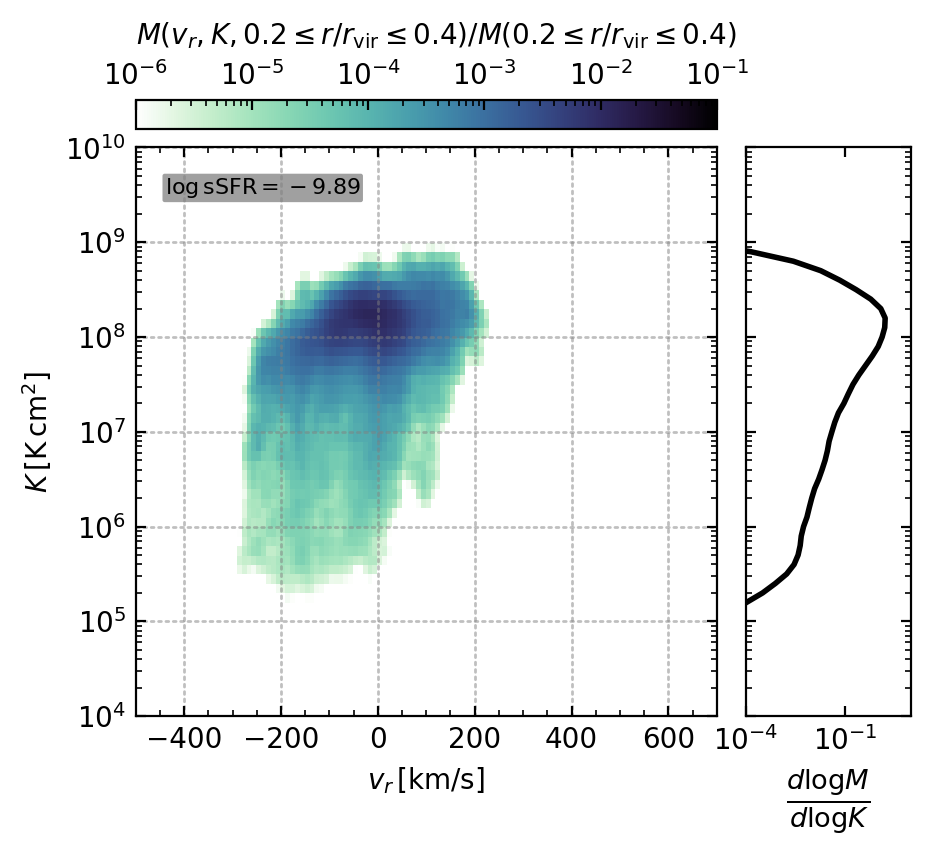 M(v_r, K, 0.2 ≤ r/r_vir ≤ 0.4)/M(0.2 ≤ r/r_vir ≤ 0.4)
10^−6 10^−5 10^−4 10^−3 10^−2 10^−1
10^10
log sSFR = −9.89
10^9
10^8
10^7
K [K cm^2]
10^6
10^5
10^4
−400 −200 0 200 400 600 10^−4 10^−1
v_r [km/s]
dlogM
dlogK